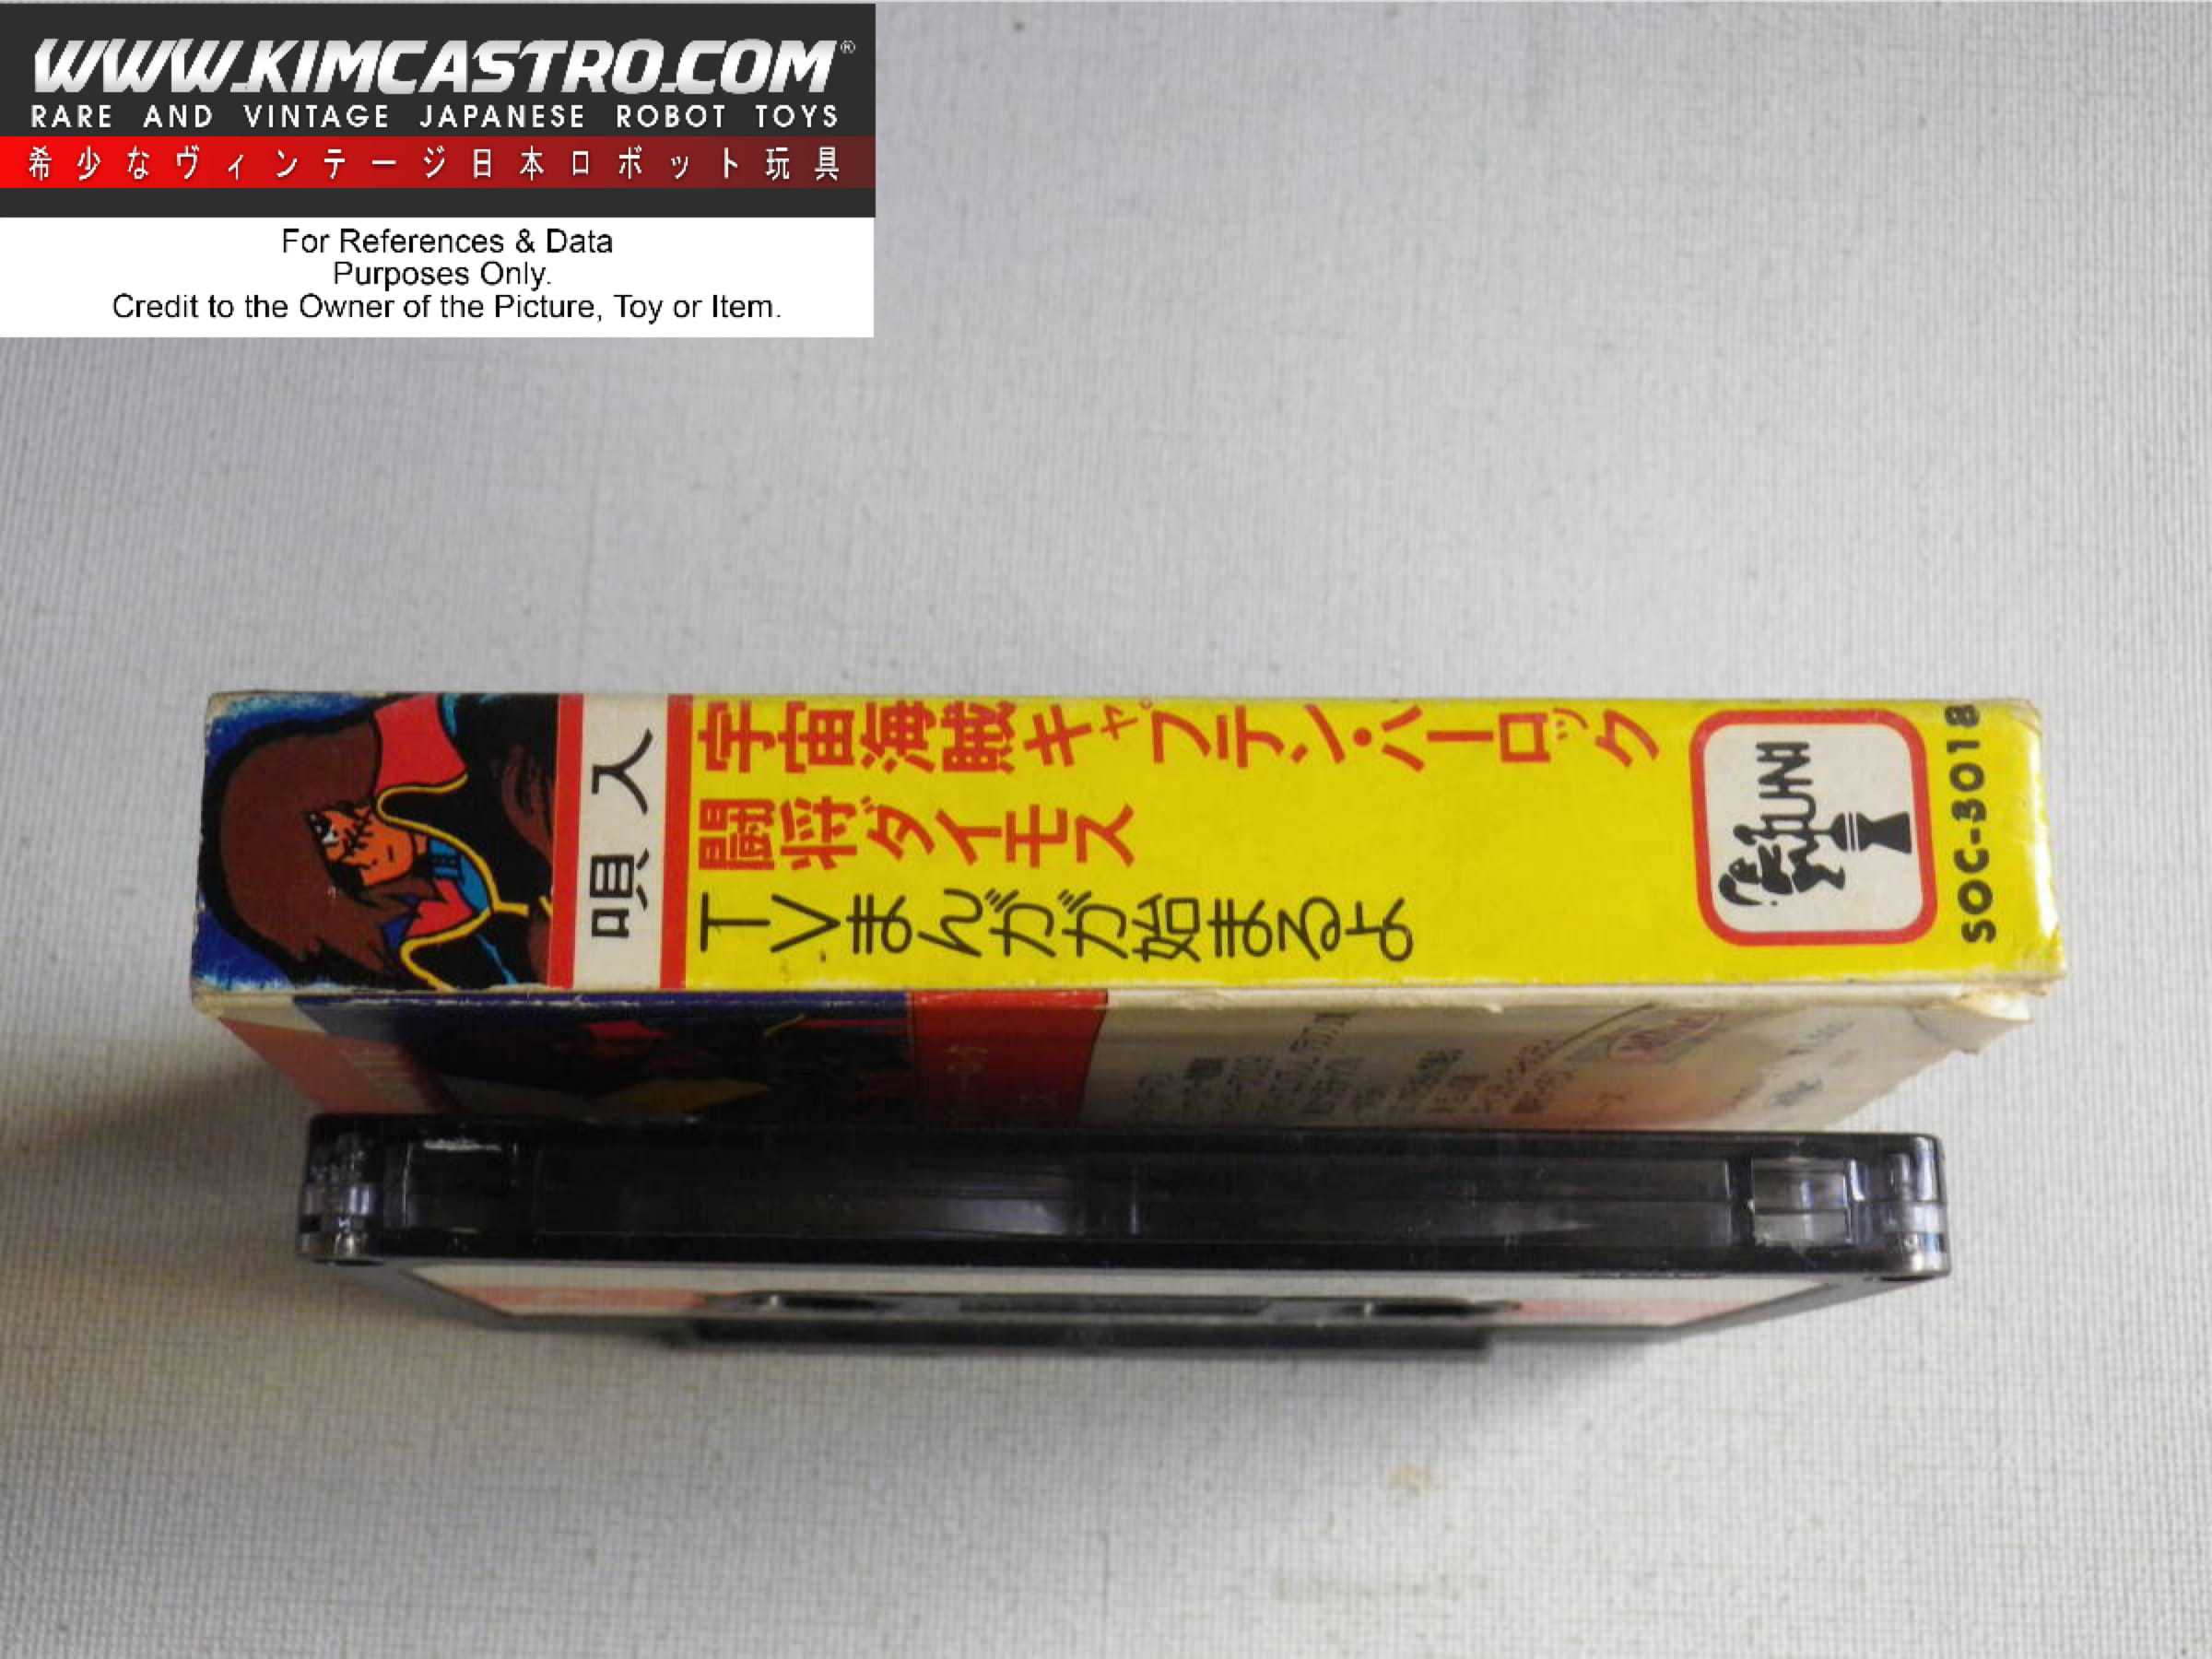 WWW.KIMCASTRO.COM®
RARE AND VINTAGE JAPANESE ROBOT TOYS
希少なヴィンテージ日本ロボット玩具
For References & Data
Purposes Only.
Credit to the Owner of the Picture, Toy or Item.
唄入
宇宙海賊キャプテン・ハーロック
闘将ダイモス
TVまんがが始まるよ
UNI
SOC-3018